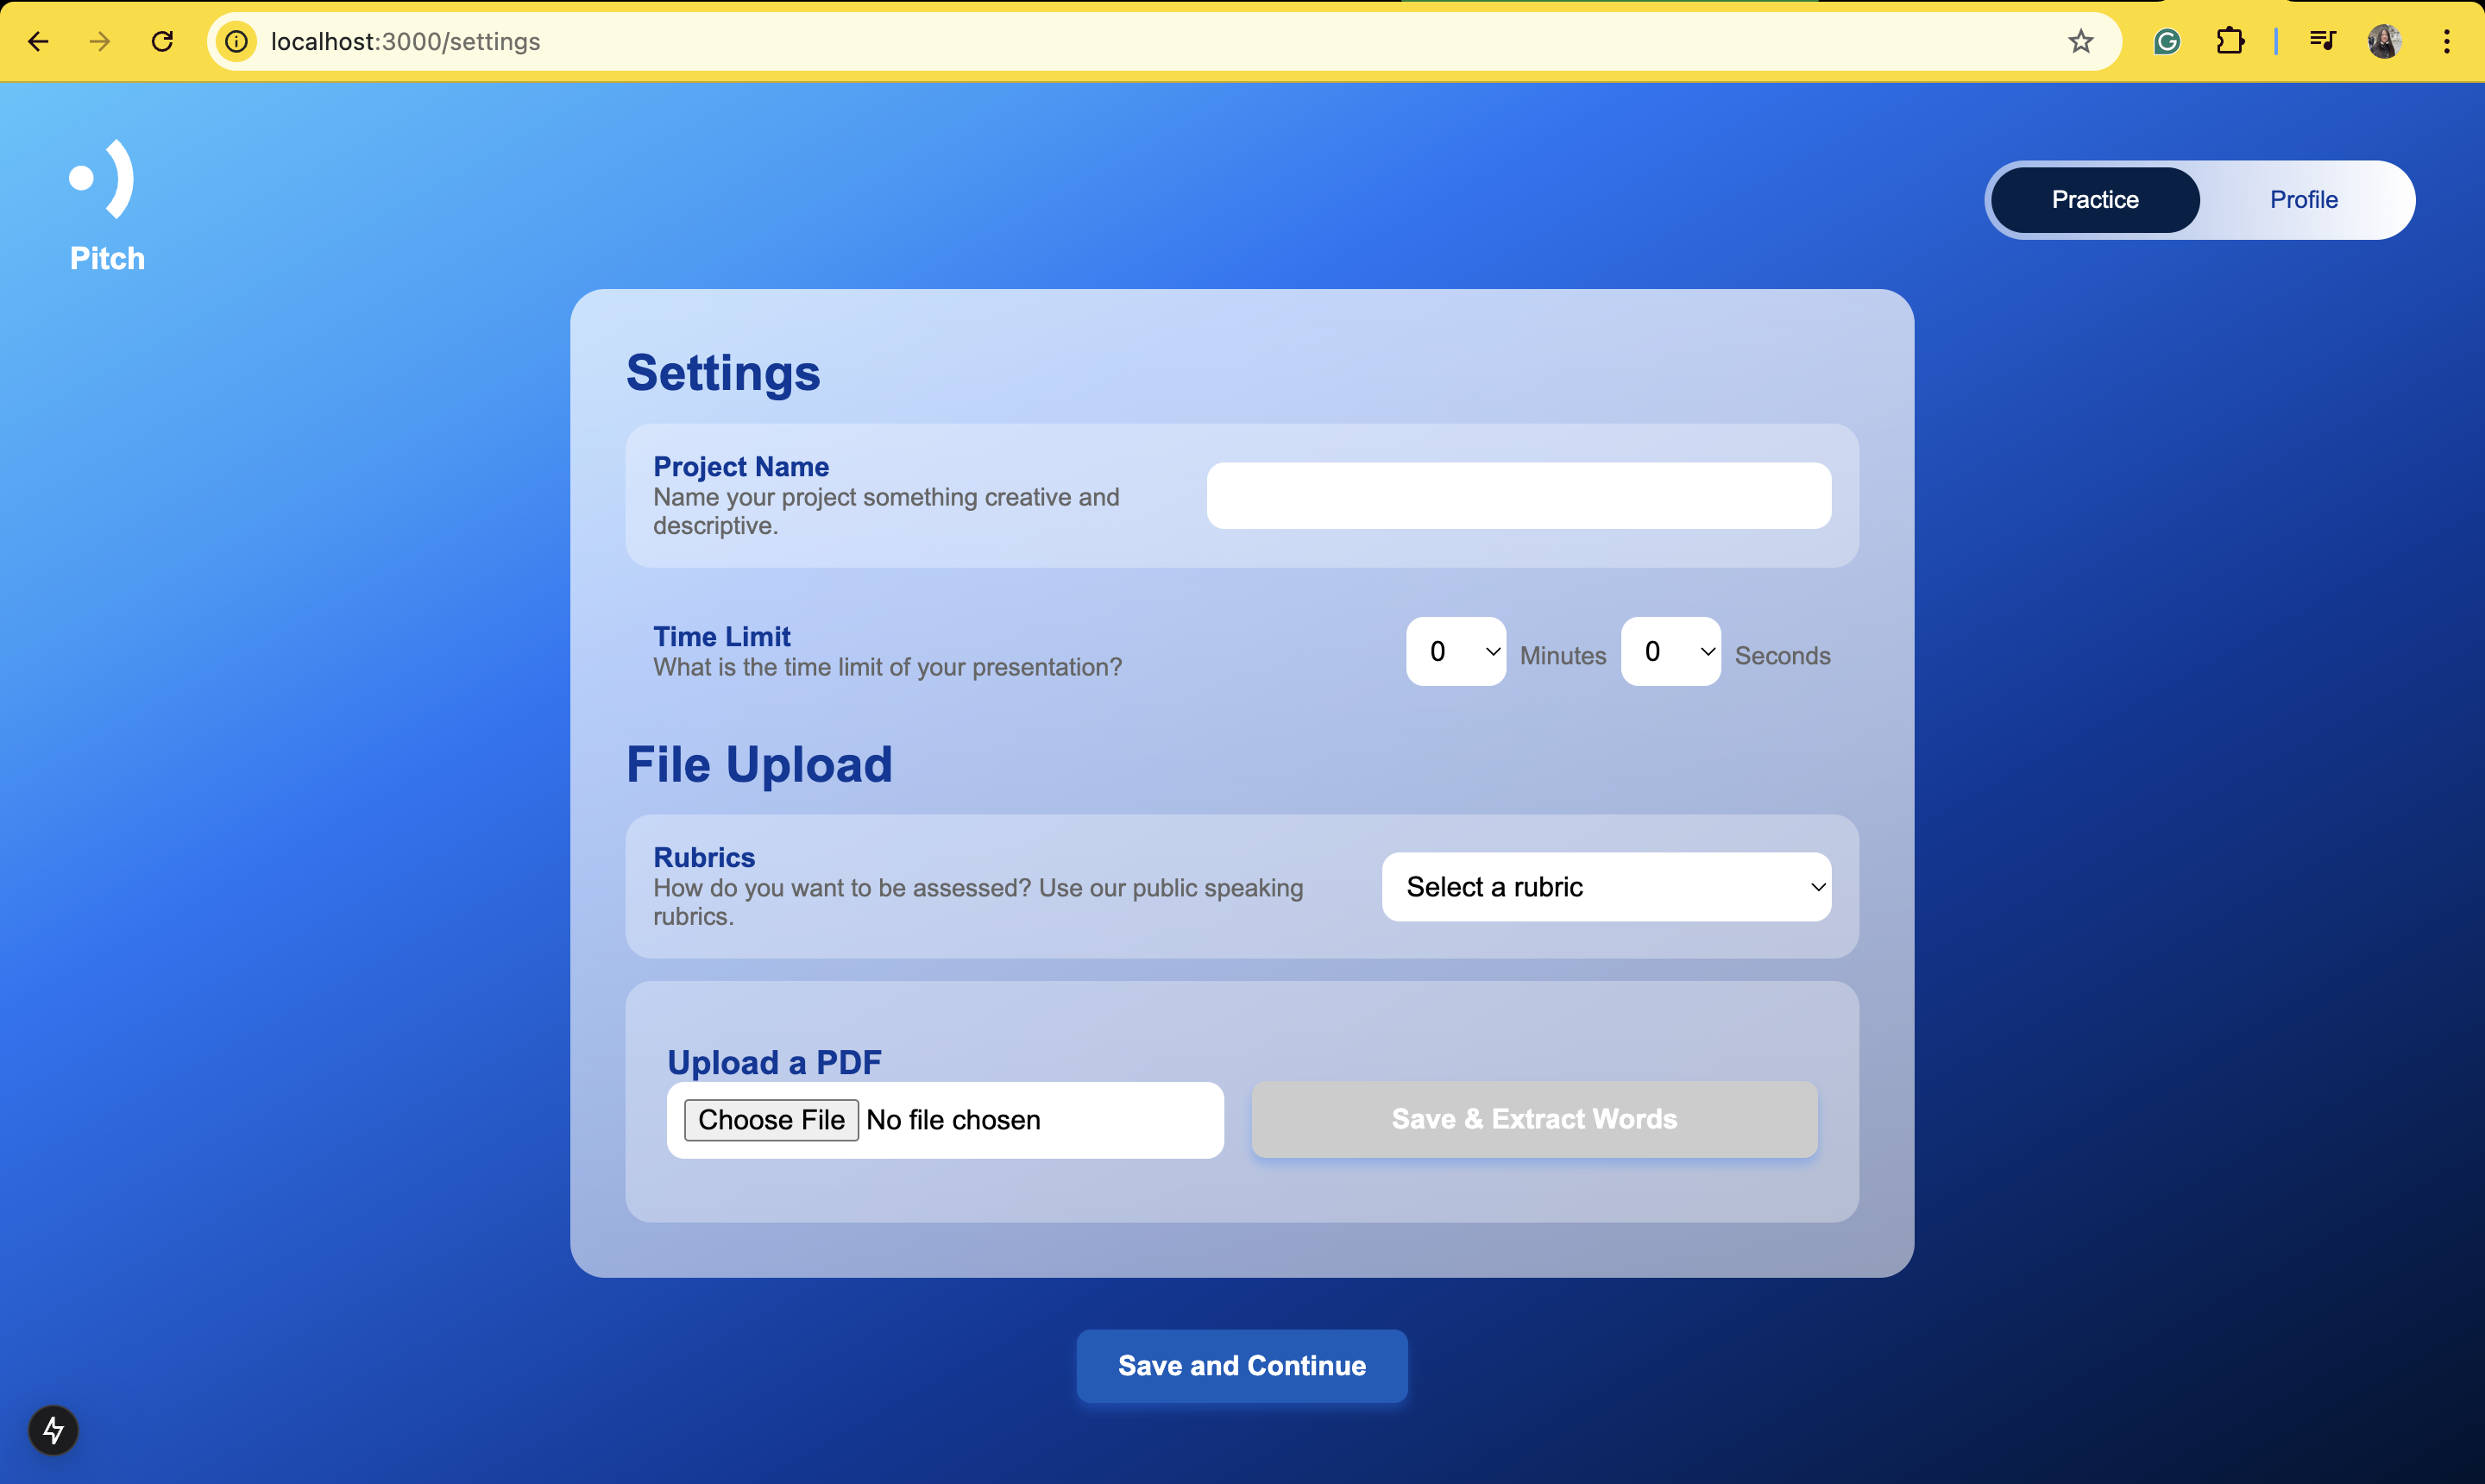 localhost:3000/settings
Pitch
Practice
Profile
Settings
Project Name
Name your project something creative and
descriptive.
Time Limit
What is the time limit of your presentation?
0 Minutes 0 Seconds
File Upload
Rubrics
How do you want to be assessed? Use our public speaking
rubrics.
Select a rubric
Upload a PDF
Choose File No file chosen
Save & Extract Words
Save and Continue